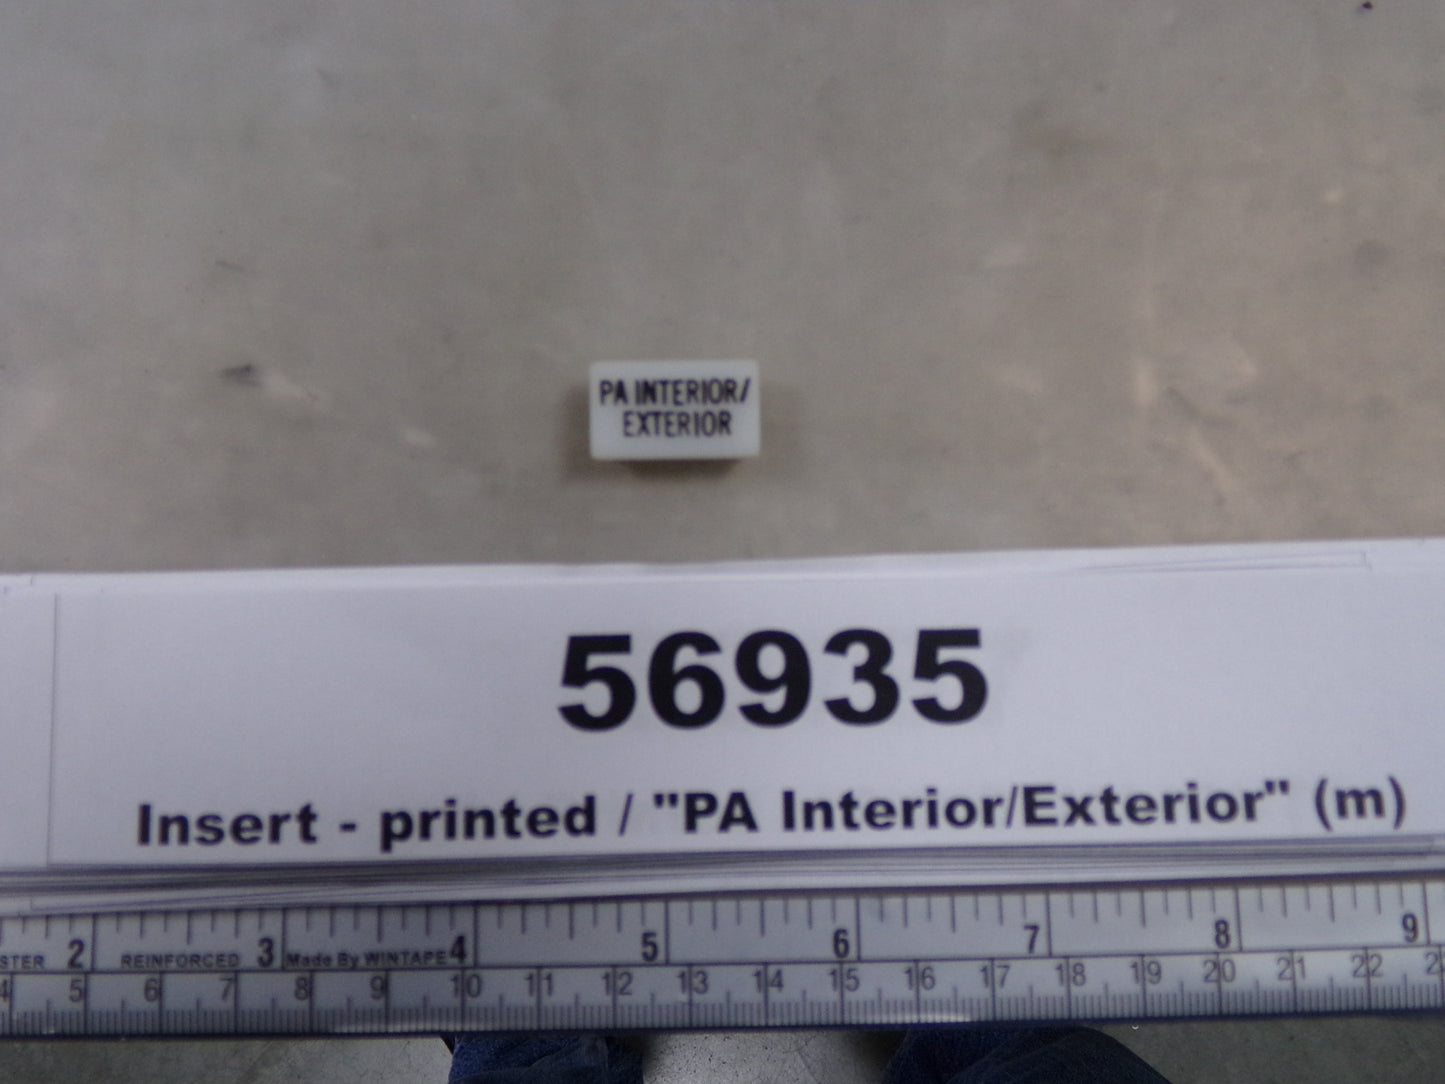 PA INTERIOR/
EXTERIOR
56935
Insert - printed / "PA Interior/Exterior" (m)
STER 2 REINFORCED 3 Made By WINTAPE 4 5 6 7 8 9
4 5 6 7 8 9 10 11 12 13 14 15 16 17 18 19 20 21 22 2